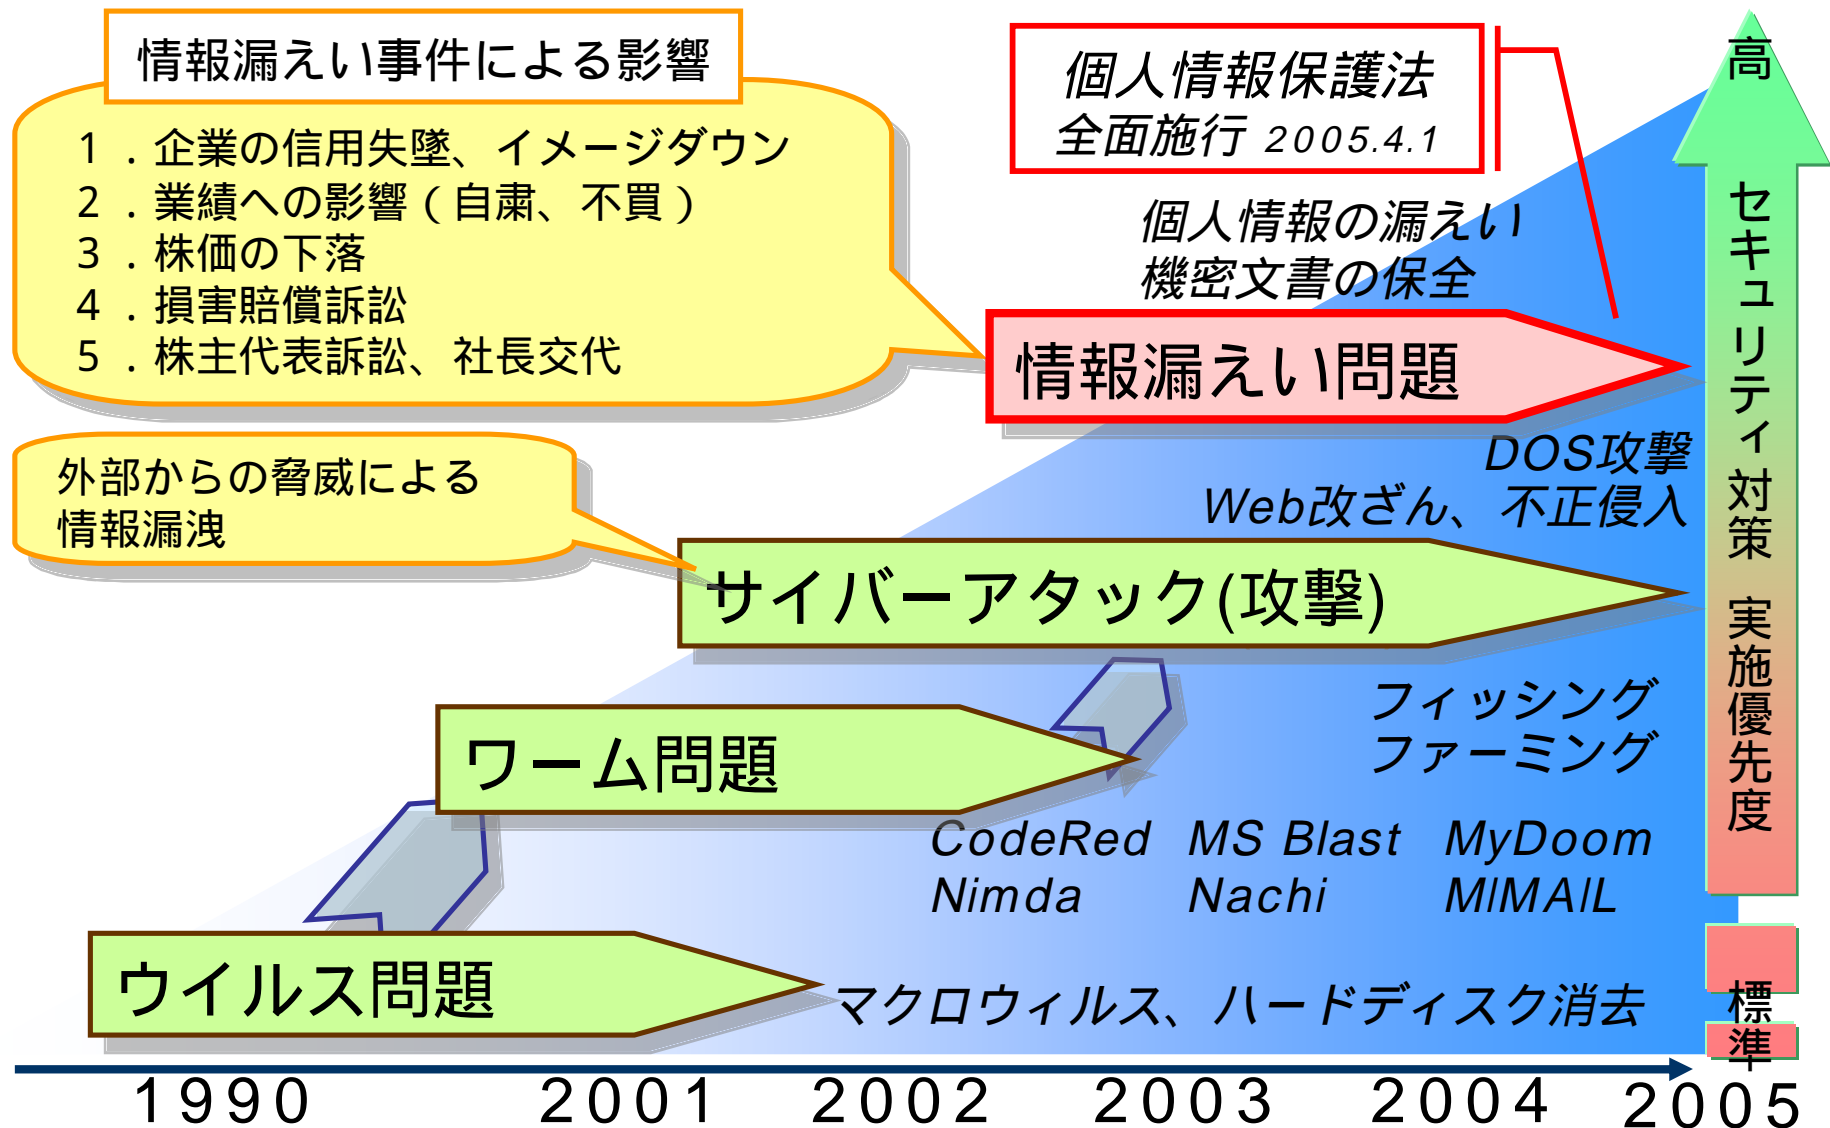 情報漏えい事件による影響
1．企業の信用失墜、イメージダウン
2．業績への影響（自粛、不買）
3．株価の下落
4．損害賠償訴訟
5．株主代表訴訟、社長交代
個人情報保護法
全面施行 2005.4.1
個人情報の漏えい
機密文書の保全
情報漏えい問題
外部からの脅威による
情報漏洩
DOS攻撃
Web改ざん、不正侵入
サイバーアタック(攻撃)
フィッシング
ファーミング
ワーム問題
CodeRed MS Blast MyDoom
Nimda Nachi MIMAIL
ウイルス問題
マクロウィルス、ハードディスク消去
高
セキュリティ対策 実施優先度
標準
1990 2001 2002 2003 2004 2005